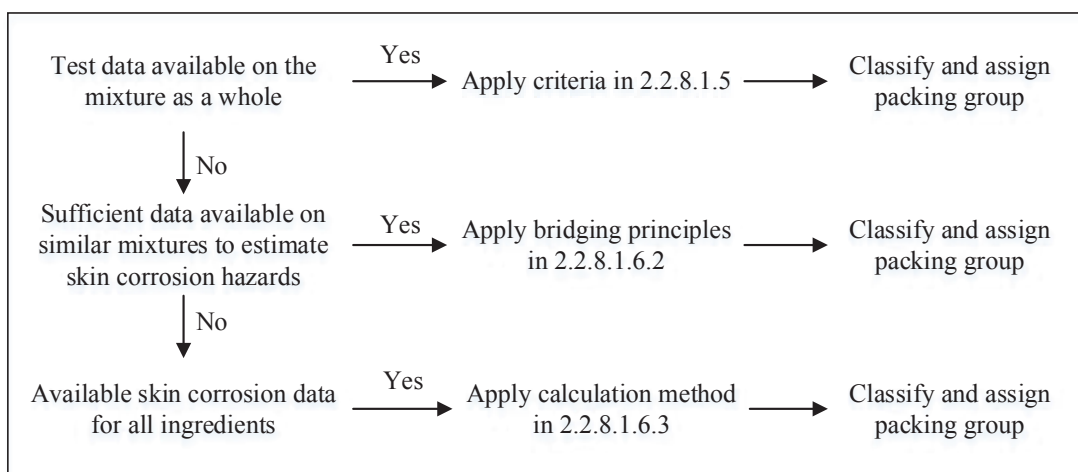 Test data available on the
mixture as a whole
Yes
Apply criteria in 2.2.8.1.5
Classify and assign
packing group
No
Sufficient data available on
similar mixtures to estimate
skin corrosion hazards
Yes
Apply bridging principles
in 2.2.8.1.6.2
Classify and assign
packing group
No
Available skin corrosion data
for all ingredients
Yes
Apply calculation method
in 2.2.8.1.6.3
Classify and assign
packing group